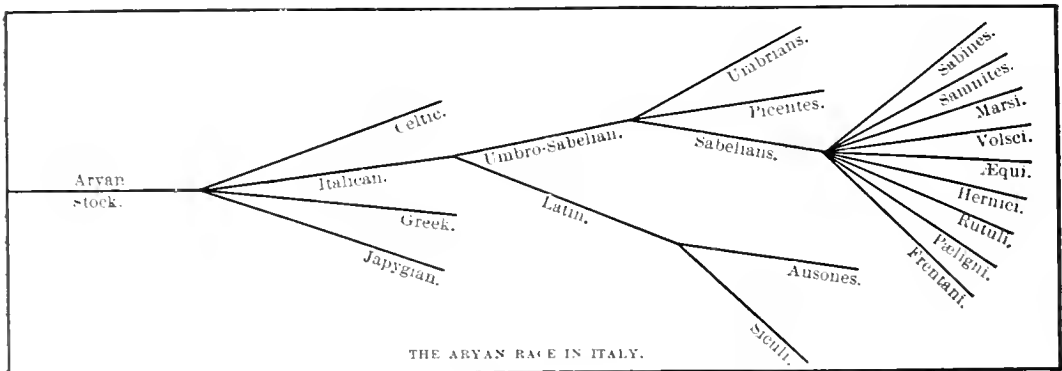 Aryan
Stock.
Celtic.
Italican.
Greek.
Japygian.
Umbro-Sabelian.
Latin.
Umbrians.
Picentes.
Sabelians.
Ausones.
Siculi.
Sabines.
Samnites.
Marsi.
Volsci.
Æqui.
Hernici.
Rutuli.
Pæligni.
Frentani.
THE ARYAN RACE IN ITALY.